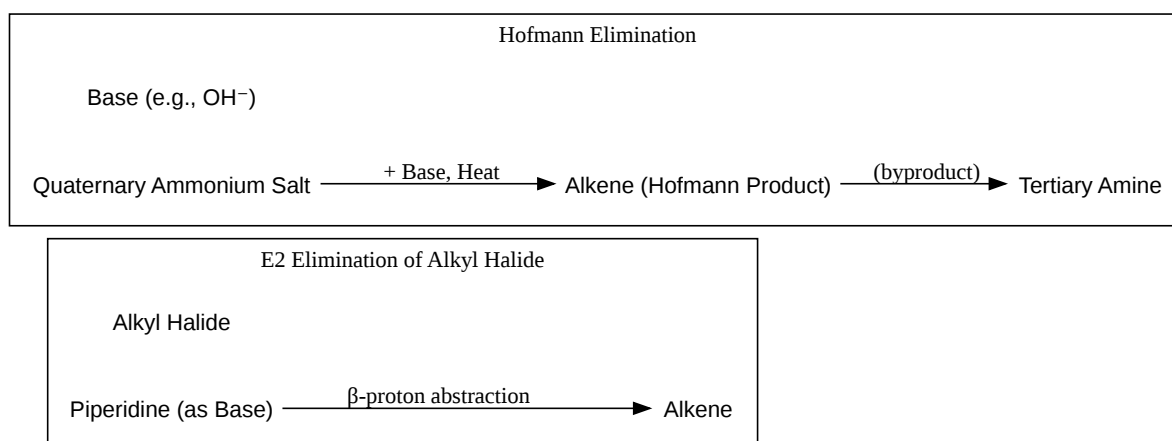 Hofmann Elimination
Base (e.g., OH⁻)
Quaternary Ammonium Salt + Base, Heat Alkene (Hofmann Product) (byproduct) Tertiary Amine
E2 Elimination of Alkyl Halide
Alkyl Halide
Piperidine (as Base) β-proton abstraction Alkene